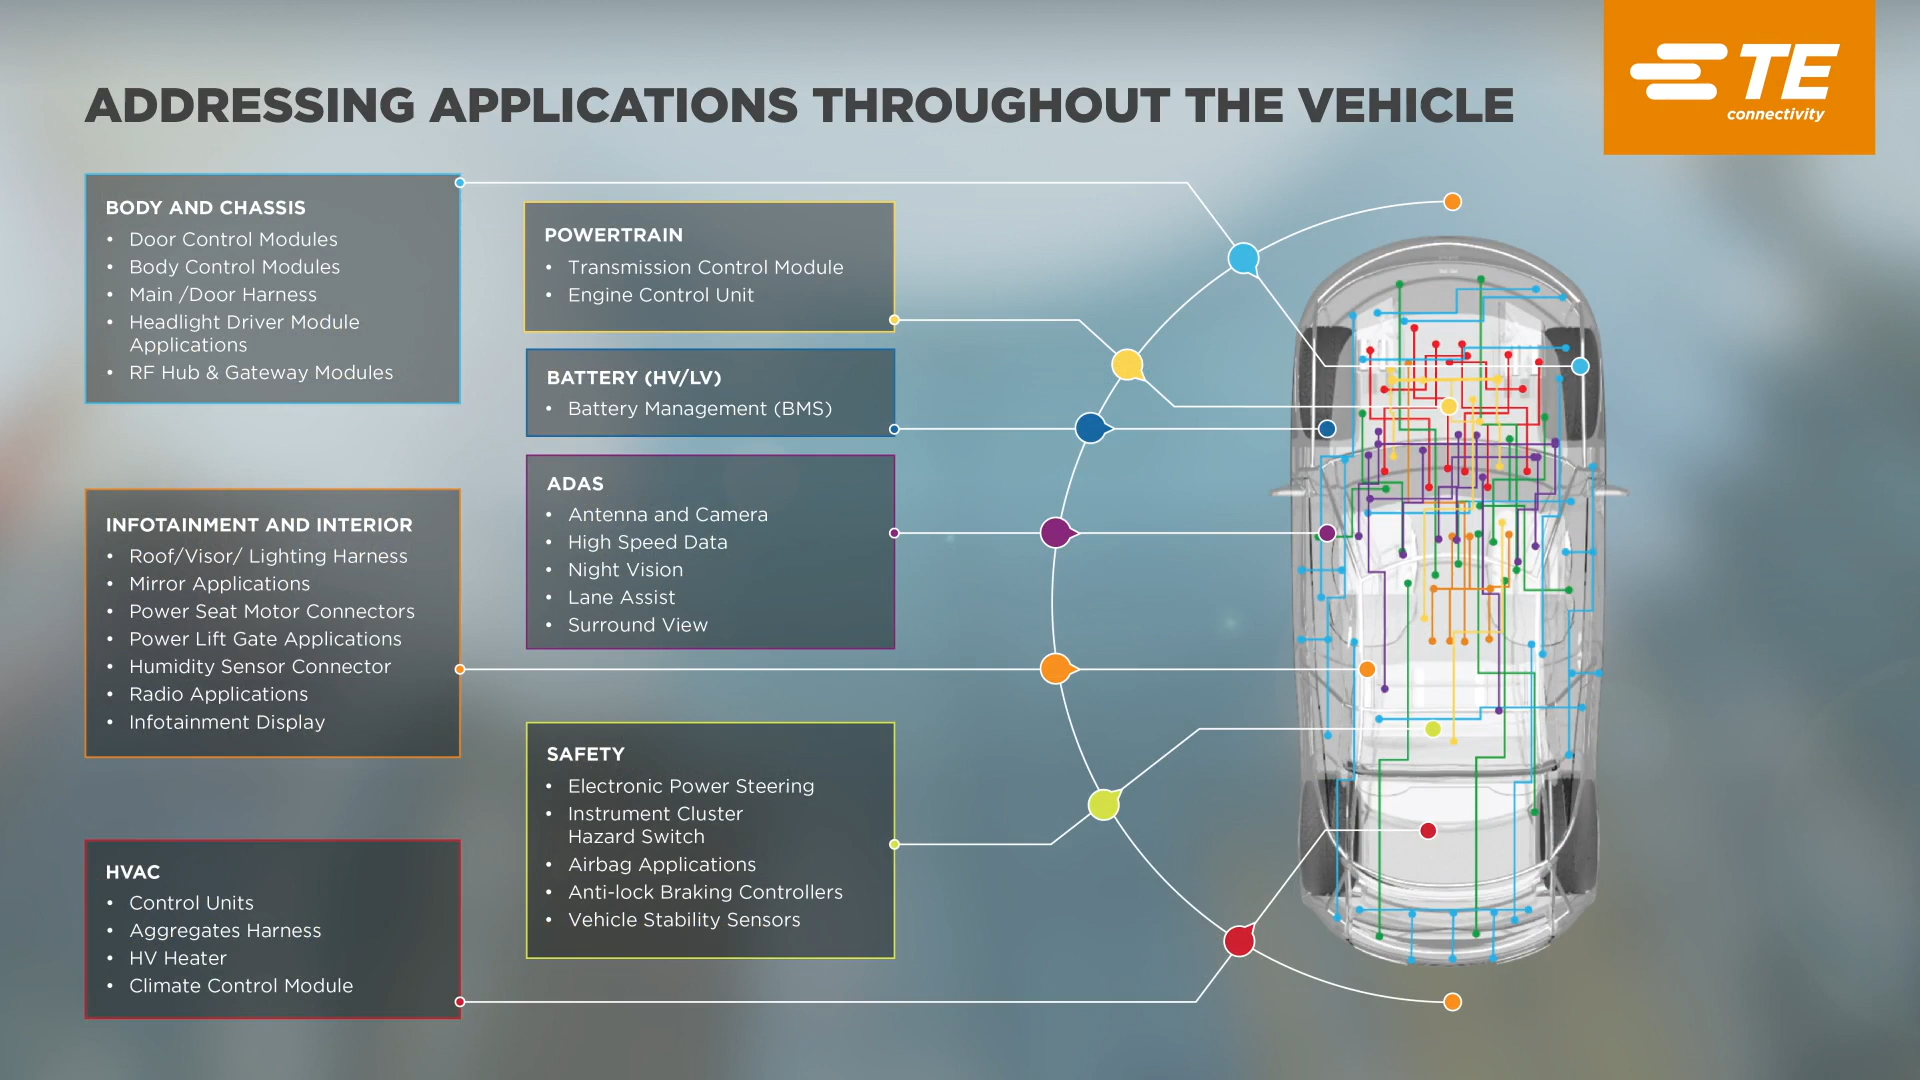 ADDRESSING APPLICATIONS THROUGHOUT THE VEHICLE
TE
connectivity
BODY AND CHASSIS
• Door Control Modules
• Body Control Modules
• Main /Door Harness
• Headlight Driver Module
Applications
• RF Hub & Gateway Modules
POWERTRAIN
• Transmission Control Module
• Engine Control Unit
BATTERY (HV/LV)
• Battery Management (BMS)
ADAS
• Antenna and Camera
• High Speed Data
• Night Vision
• Lane Assist
• Surround View
INFOTAINMENT AND INTERIOR
• Roof/Visor/ Lighting Harness
• Mirror Applications
• Power Seat Motor Connectors
• Power Lift Gate Applications
• Humidity Sensor Connector
• Radio Applications
• Infotainment Display
SAFETY
• Electronic Power Steering
• Instrument Cluster
Hazard Switch
• Airbag Applications
• Anti-lock Braking Controllers
• Vehicle Stability Sensors
HVAC
• Control Units
• Aggregates Harness
• HV Heater
• Climate Control Module